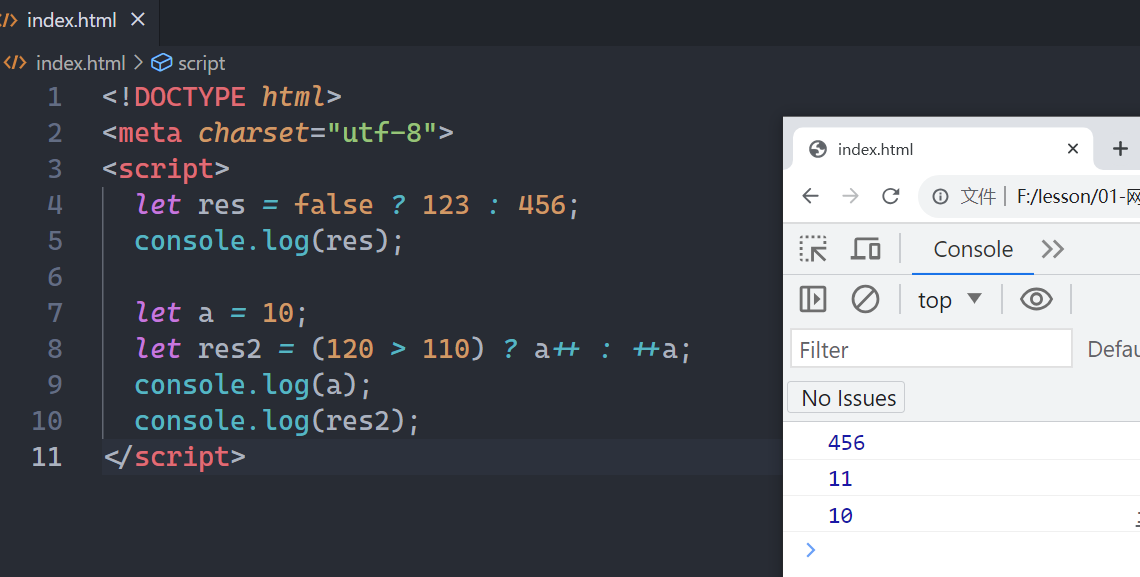 index.html
index.html > script
1 <!DOCTYPE html>
2 <meta charset="utf-8">
3 <script>
4 let res = false ? 123 : 456;
5 console.log(res);
6
7 let a = 10;
8 let res2 = (120 > 110) ? a++ : ++a;
9 console.log(a);
10 console.log(res2);
11 </script>
index.html
文件 F:/lesson/01-网
Console
top
Filter
Defau
No Issues
456
11
10